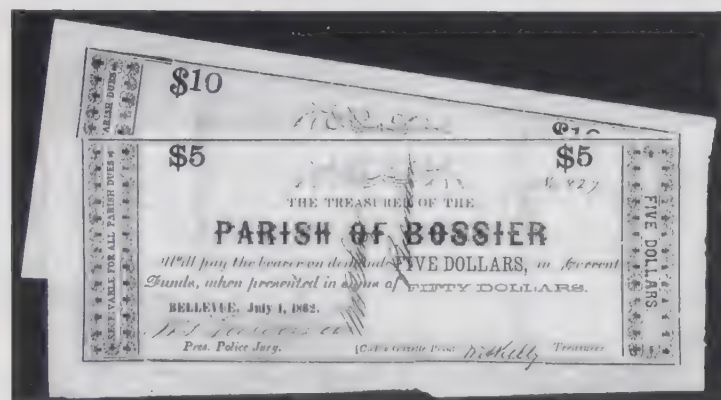 $10
ARISH DUES
$5 $5
THE TREASURER OF THE
PARISH OF BOSSIER
Will pay the bearer on demand FIVE DOLLARS, in Current
Funds, when presented in sums of FIFTY DOLLARS.
BELLEVUE, July 1, 1862.
Pres. Police Jury. Treasurer
RECEIVABLE FOR ALL PARISH DUES
FIVE DOLLARS